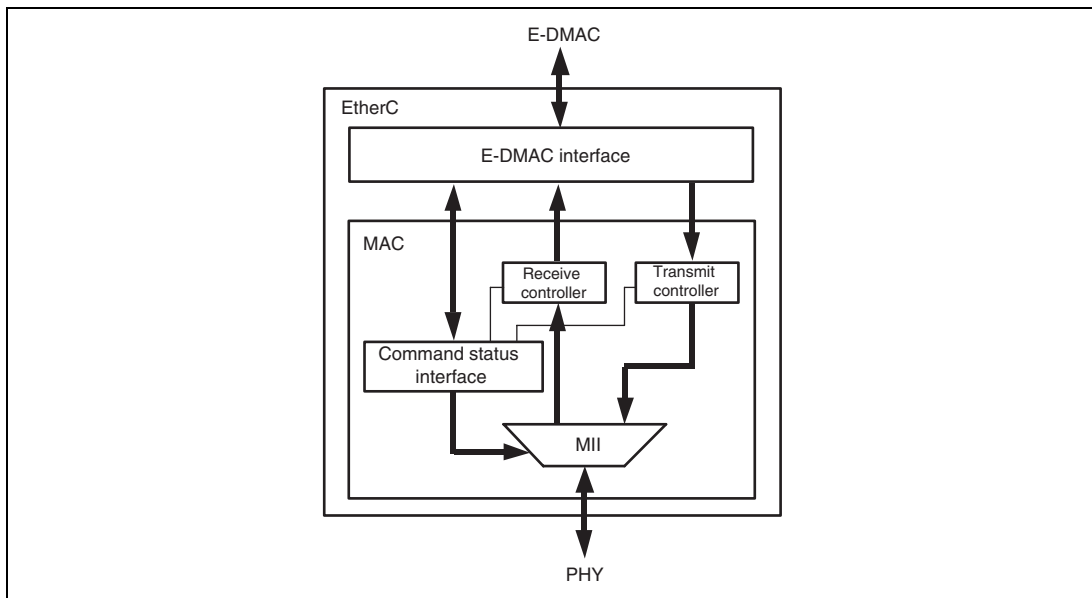 E-DMAC
EtherC
E-DMAC interface
MAC
Receive
controller
Transmit
controller
Command status
interface
MII
PHY